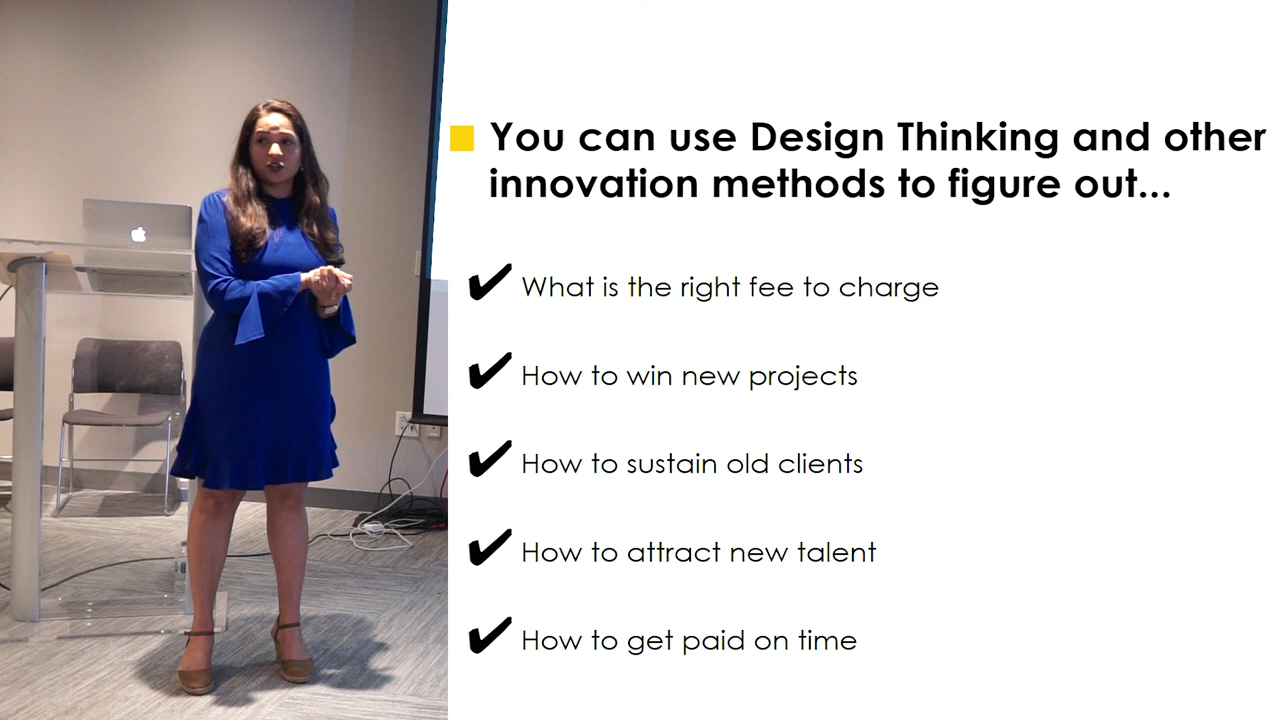 You can use Design Thinking and other
innovation methods to figure out...
What is the right fee to charge
How to win new projects
How to sustain old clients
How to attract new talent
How to get paid on time